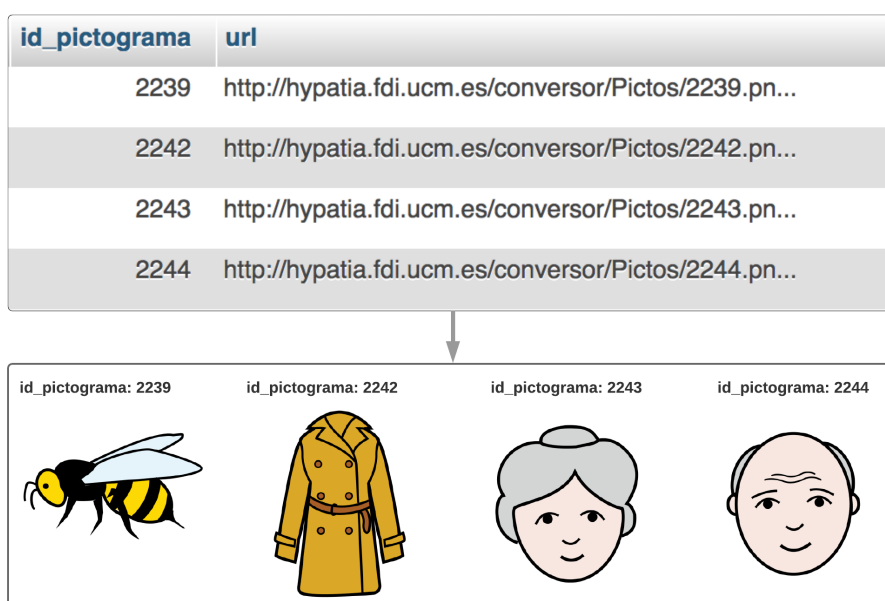 id_pictograma url
2239 http://hypatia.fdi.ucm.es/conversor/Pictos/2239.pn...
2242 http://hypatia.fdi.ucm.es/conversor/Pictos/2242.pn...
2243 http://hypatia.fdi.ucm.es/conversor/Pictos/2243.pn...
2244 http://hypatia.fdi.ucm.es/conversor/Pictos/2244.pn...
id_pictograma: 2239 id_pictograma: 2242 id_pictograma: 2243 id_pictograma: 2244